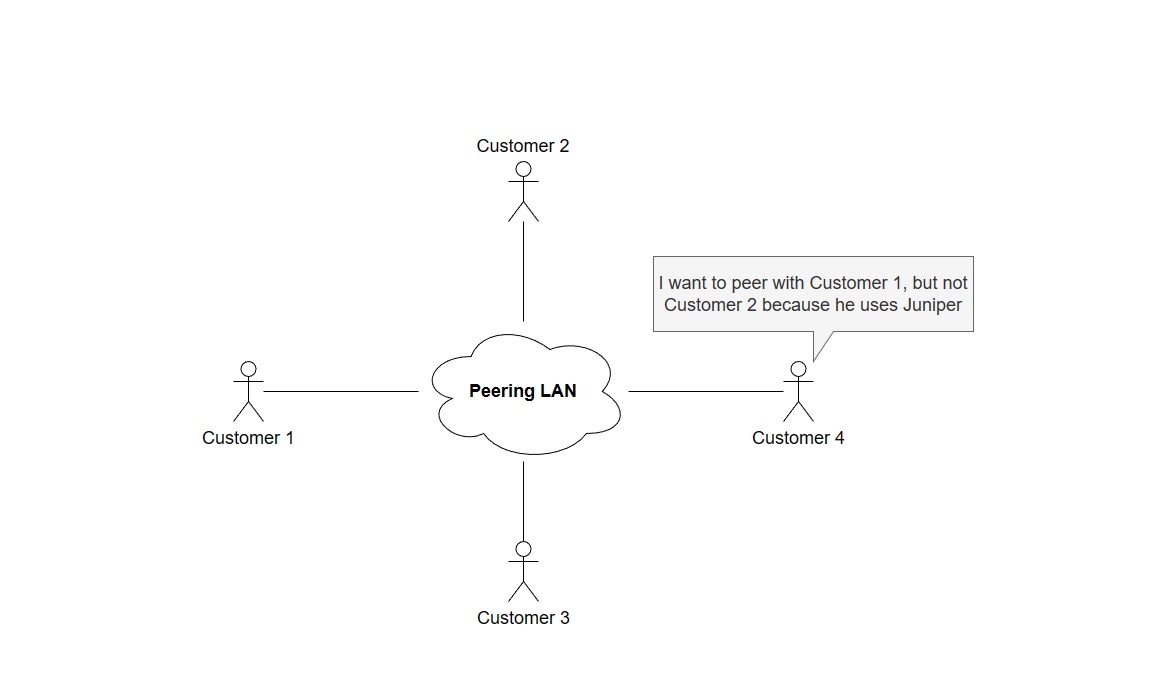 Customer 2
I want to peer with Customer 1, but not
Customer 2 because he uses Juniper
Peering LAN
Customer 1
Customer 4
Customer 3